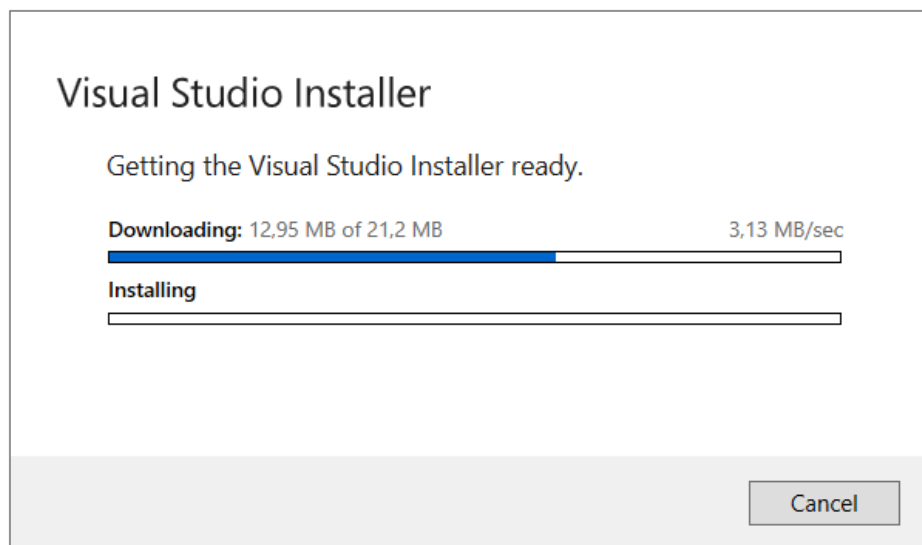 Visual Studio Installer
Getting the Visual Studio Installer ready.
Downloading: 12,95 MB of 21,2 MB 3,13 MB/sec
Installing
Cancel